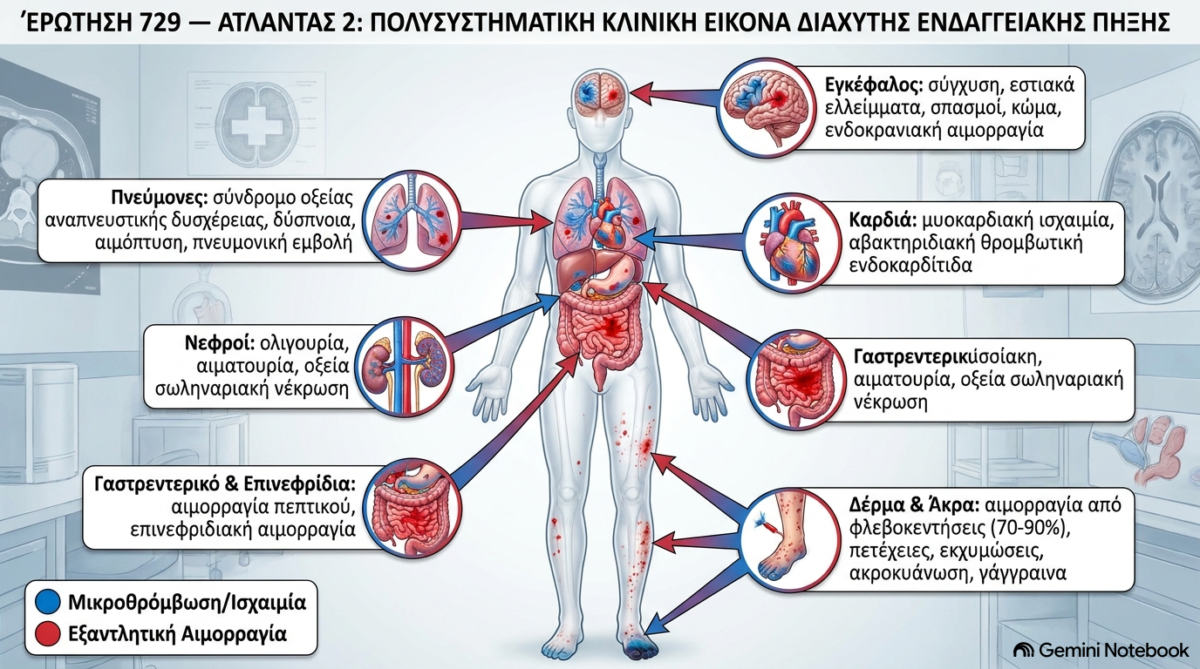 ἘΡΩΤΗΣΗ 729 — ΑΤΛΑΝΤΑΣ 2: ΠΟΛΥΣΥΣΤΗΜΑΤΙΚΗ ΚΛΙΝΙΚΗ ΕΙΚΟΝΑ ΔΙΑΧΥΤΗΣ ΕΝΔΑΓΓΕΙΑΚΗΣ ΠΗΞΗΣ
Εγκέφαλος: σύγχυση, εστιακά
ελλείμματα, σπασμοί, κώμα,
ενδοκρανιακή αιμορραγία
Πνεύμονες: σύνδρομο οξείας
αναπνευστικής δυσχέρειας, δύσπνοια,
αιμόπτυση, πνευμονική εμβολή
Καρδιά: μυοκαρδιακή ισχαιμία,
αβακτηριδιακή θρομβωτική
ενδοκαρδίτιδα
Νεφροί: ολιγουρία,
αιματουρία, οξεία
σωληναριακή νέκρωση
Γαστρεντερικιἰσοίακη,
αιματουρία, οξεία σωληναριακή
νέκρωση
Γαστρεντερικό & Επινεφρίδια:
αιμορραγία πεπτικού,
επινεφριδιακή αιμορραγία
Δέρμα & Άκρα: αιμορραγία από
φλεβοκεντήσεις (70-90%),
πετέχειες, εκχυμώσεις,
ακροκυάνωση, γάγγραινα
Μικροθρόμβωση/Ισχαιμία
Εξαντλητική Αιμορραγία
Gemini Notebook